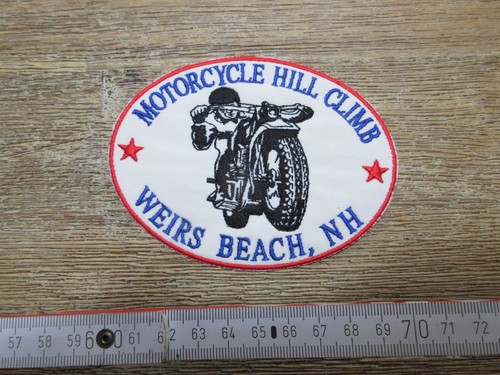 MOTORCYCLE HILL CLIMB
WEIRS BEACH, NH
57 58 59 60 61 62 63 64 65 66 67 68 69 70 71 72